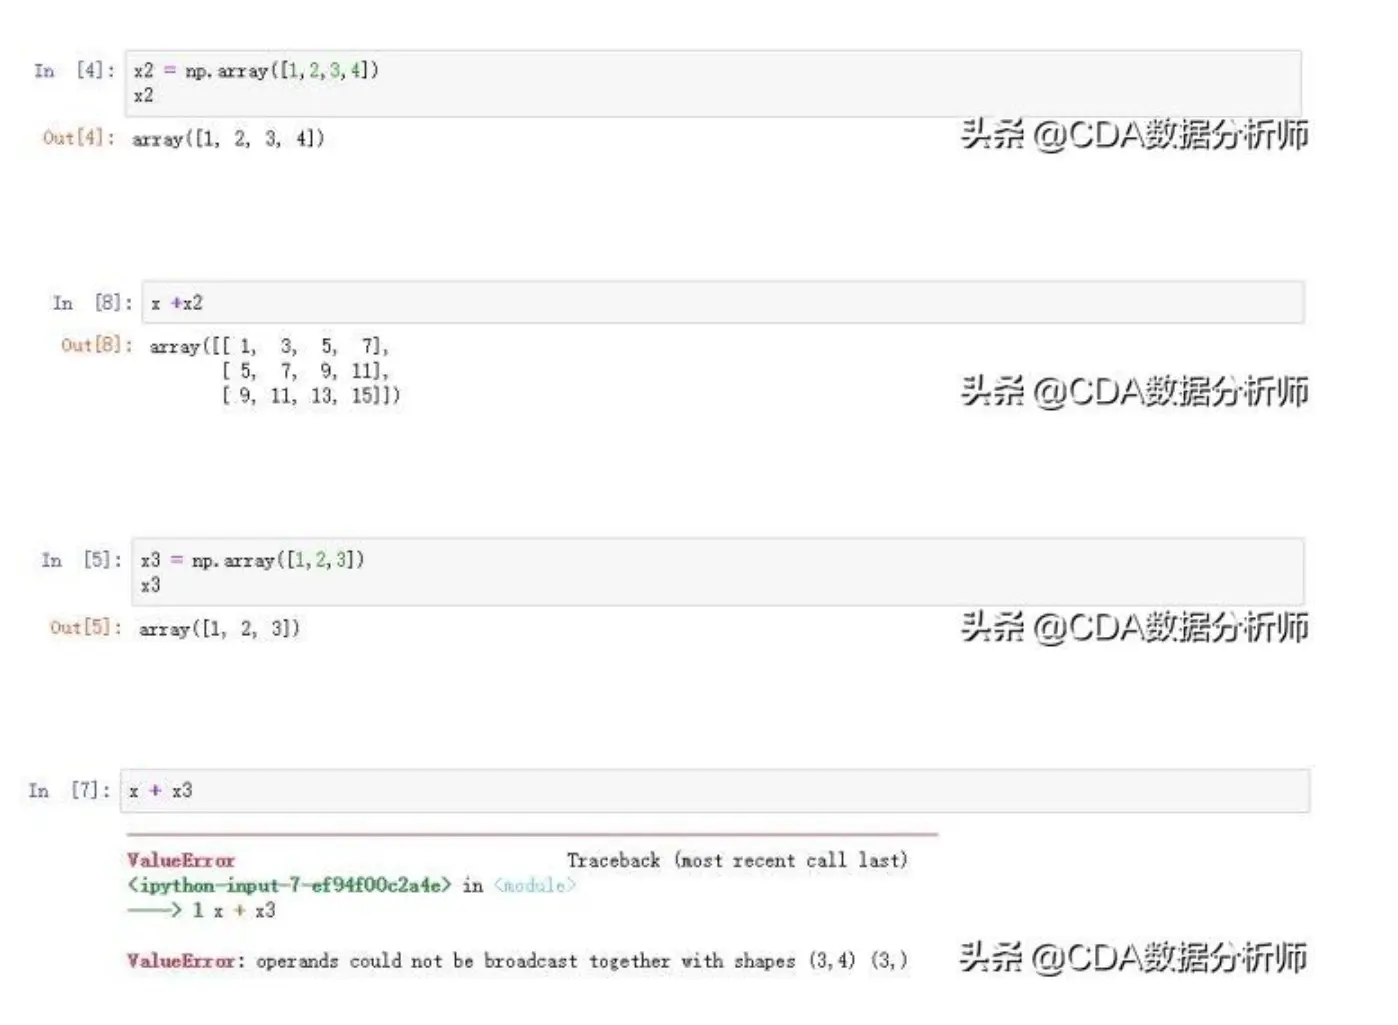 In [4]: x2 = np.array([1,2,3,4])
x2
Out[4]: array([1, 2, 3, 4])
头条 @CDA数据分析师
In [8]: x +x2
Out[8]: array([[ 1, 3, 5, 7],
[ 5, 7, 9, 11],
[ 9, 11, 13, 15]])
头条 @CDA数据分析师
In [5]: x3 = np.array([1,2,3])
x3
Out[5]: array([1, 2, 3])
头条 @CDA数据分析师
In [7]: x + x3
ValueError Traceback (most recent call last)
<ipython-input-7-ef94f00c2a4e> in <module>
----> 1 x + x3
ValueError: operands could not be broadcast together with shapes (3,4) (3,)
头条 @CDA数据分析师